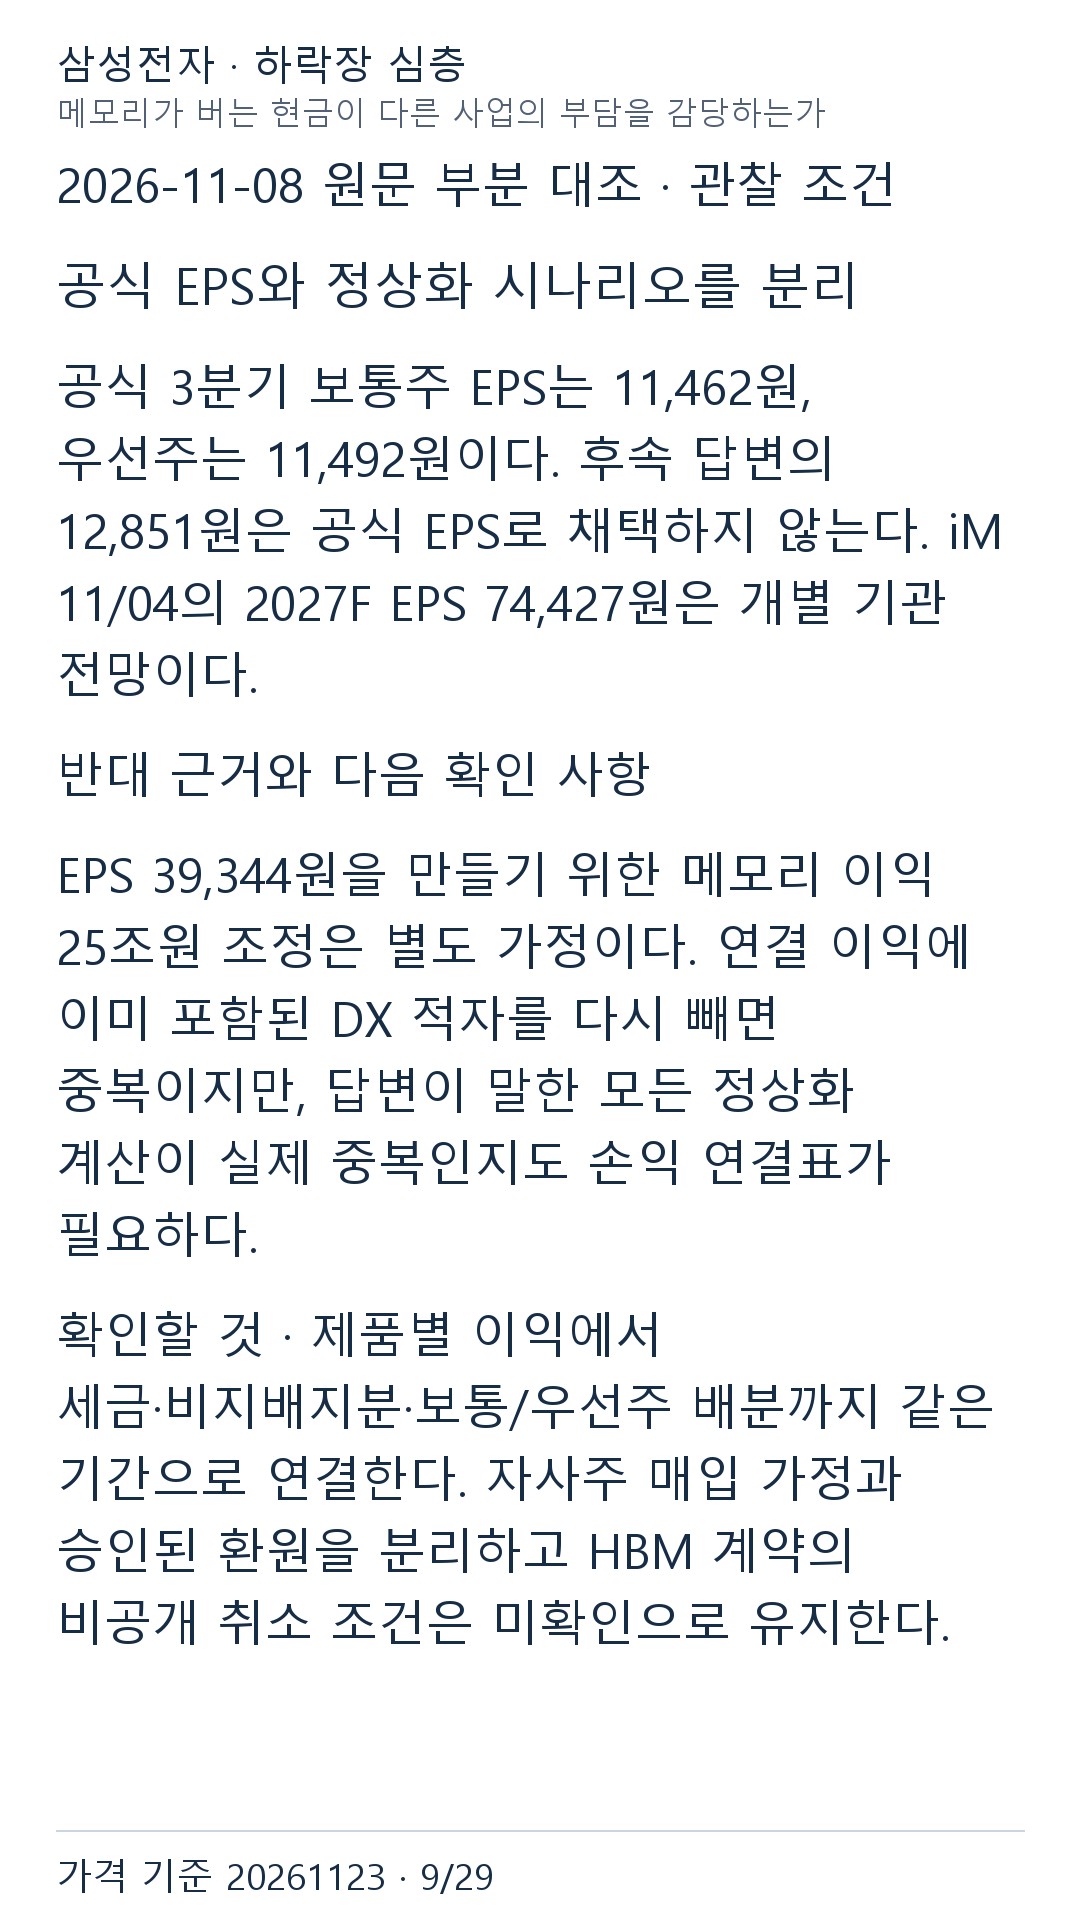 삼성전자 · 하락장 심층
메모리가 버는 현금이 다른 사업의 부담을 감당하는가
2026-11-08 원문 부분 대조 · 관찰 조건
공식 EPS와 정상화 시나리오를 분리
공식 3분기 보통주 EPS는 11,462원,
우선주는 11,492원이다. 후속 답변의
12,851원은 공식 EPS로 채택하지 않는다. iM
11/04의 2027F EPS 74,427원은 개별 기관
전망이다.
반대 근거와 다음 확인 사항
EPS 39,344원을 만들기 위한 메모리 이익
25조원 조정은 별도 가정이다. 연결 이익에
이미 포함된 DX 적자를 다시 빼면
중복이지만, 답변이 말한 모든 정상화
계산이 실제 중복인지도 손익 연결표가
필요하다.
확인할 것 · 제품별 이익에서
세금·비지배지분·보통/우선주 배분까지 같은
기간으로 연결한다. 자사주 매입 가정과
승인된 환원을 분리하고 HBM 계약의
비공개 취소 조건은 미확인으로 유지한다.
가격 기준 20261123 · 9/29